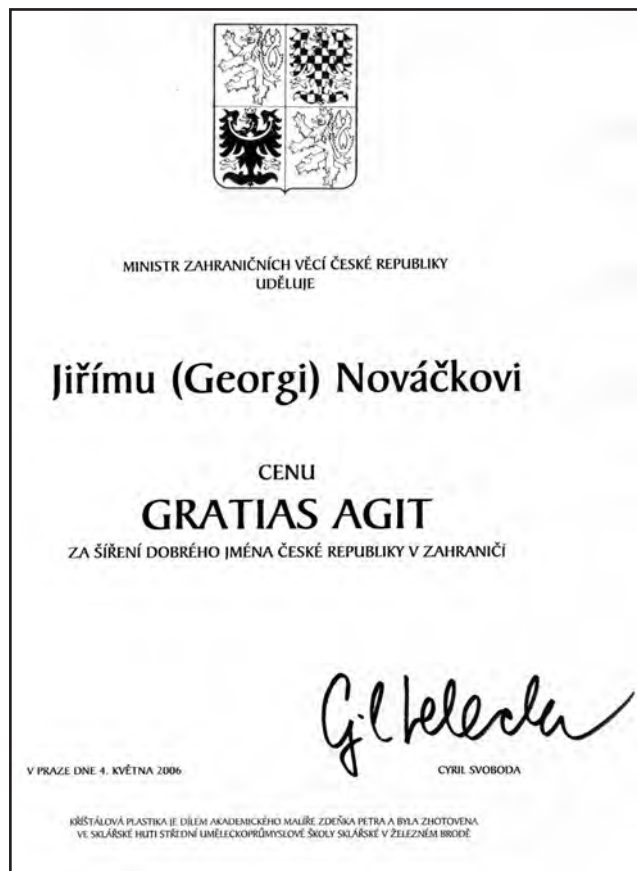 MINISTR ZAHRANIČNÍCH VĚCÍ ČESKÉ REPUBLIKY
UDĚLUJE
Jiřímu (Georgi) Nováčkovi
CENU
GRATIAS AGIT
ZA ŠÍŘENÍ DOBRÉHO JMÉNA ČESKÉ REPUBLIKY V ZAHRANIČÍ
V PRAZE DNE 4. KVĚTNA 2006
CYRIL SVOBODA
KŘIŠŤÁLOVÁ PLASTIKA JE DÍLEM AKADEMICKÉHO MALÍŘE ZDEŇKA PETRA A BYLA ZHOTOVENA
VE SKLÁŘSKÉ HUTI STŘEDNÍ UMĚLECKOPRŮMYSLOVÉ ŠKOLY SKLÁŘSKÉ V ŽELEZNÉM BRODĚ